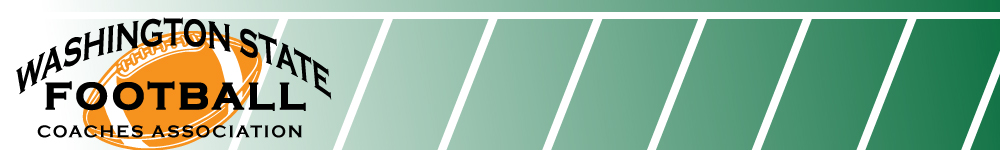 WASHINGTON STATE
FOOTBALL
COACHES ASSOCIATION